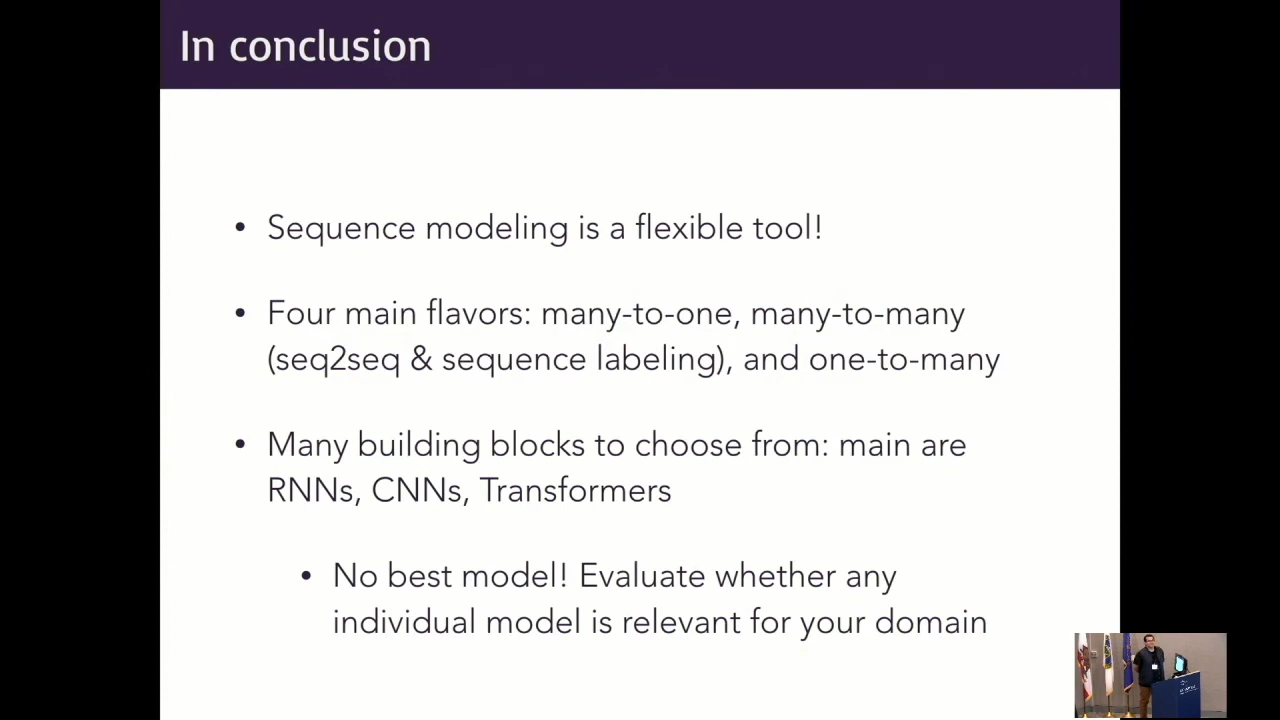 In conclusion
• Sequence modeling is a flexible tool!
• Four main flavors: many-to-one, many-to-many
(seq2seq & sequence labeling), and one-to-many
• Many building blocks to choose from: main are
RNNs, CNNs, Transformers
• No best model! Evaluate whether any
individual model is relevant for your domain